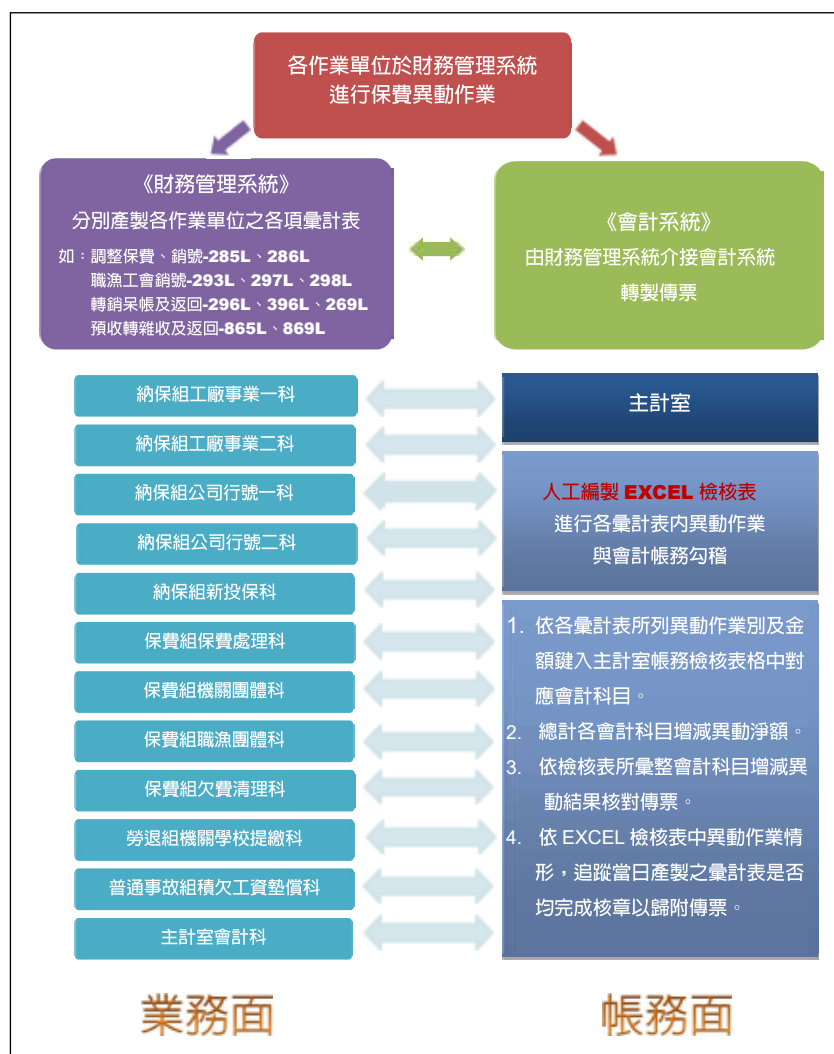 各作業單位於財務管理系統
進行保費異動作業
《財務管理系統》
分別產製各作業單位之各項彙計表
如：調整保費、銷號-285L、286L
職漁工會銷號-293L、297L、298L
轉銷呆帳及返回-296L、396L、269L
預收轉雜收及返回-865L、869L
《會計系統》
由財務管理系統介接會計系統
轉製傳票
納保組工廠事業一科
納保組工廠事業二科
納保組公司行號一科
納保組公司行號二科
納保組新投保科
保費組保費處理科
保費組機關團體科
保費組職漁團體科
保費組欠費清理科
勞退組機關學校提繳科
普通事故組積欠工資墊償科
主計室會計科
業務面
主計室
人工編製 EXCEL 檢核表
進行各彙計表內異動作業
與會計帳務勾稽
1. 依各彙計表所列異動作業別及金
額鍵入主計室帳務檢核表格中對
應會計科目。
2. 總計各會計科目增減異動淨額。
3. 依檢核表所彙整會計科目增減異
動結果核對傳票。
4. 依 EXCEL 檢核表中異動作業情
形，追蹤當日產製之彙計表是否
均完成核章以歸附傳票。
帳務面